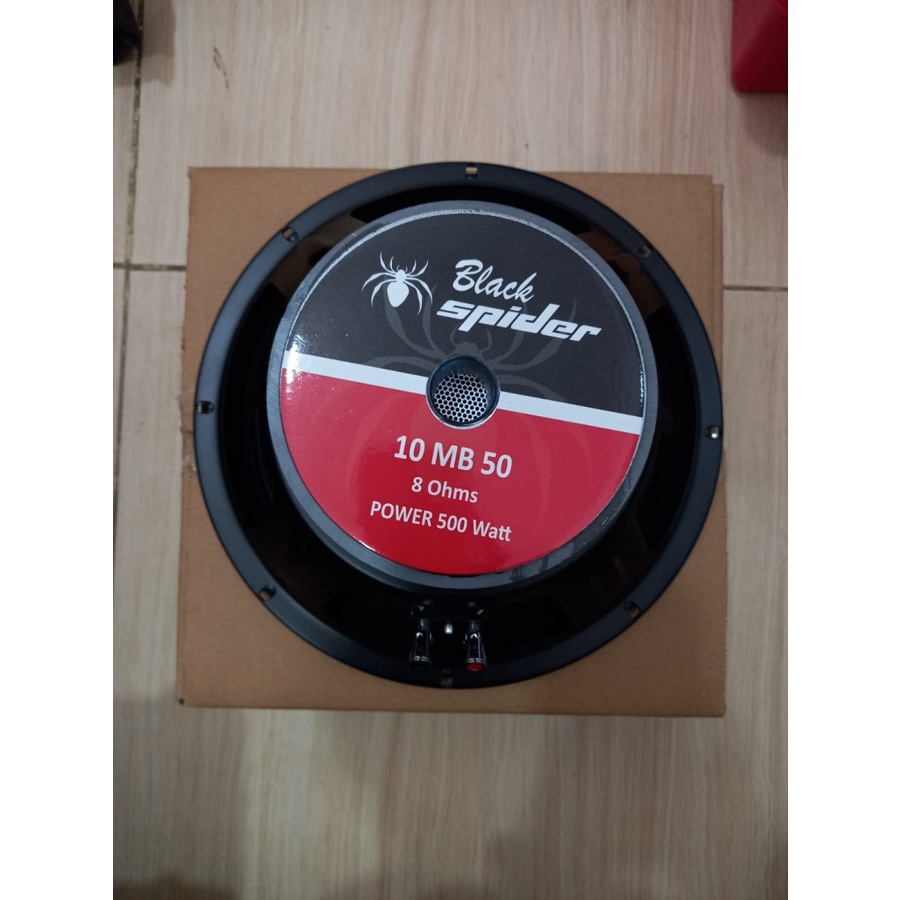 Black
spider
10 MB 50
8 Ohms
POWER 500 Watt